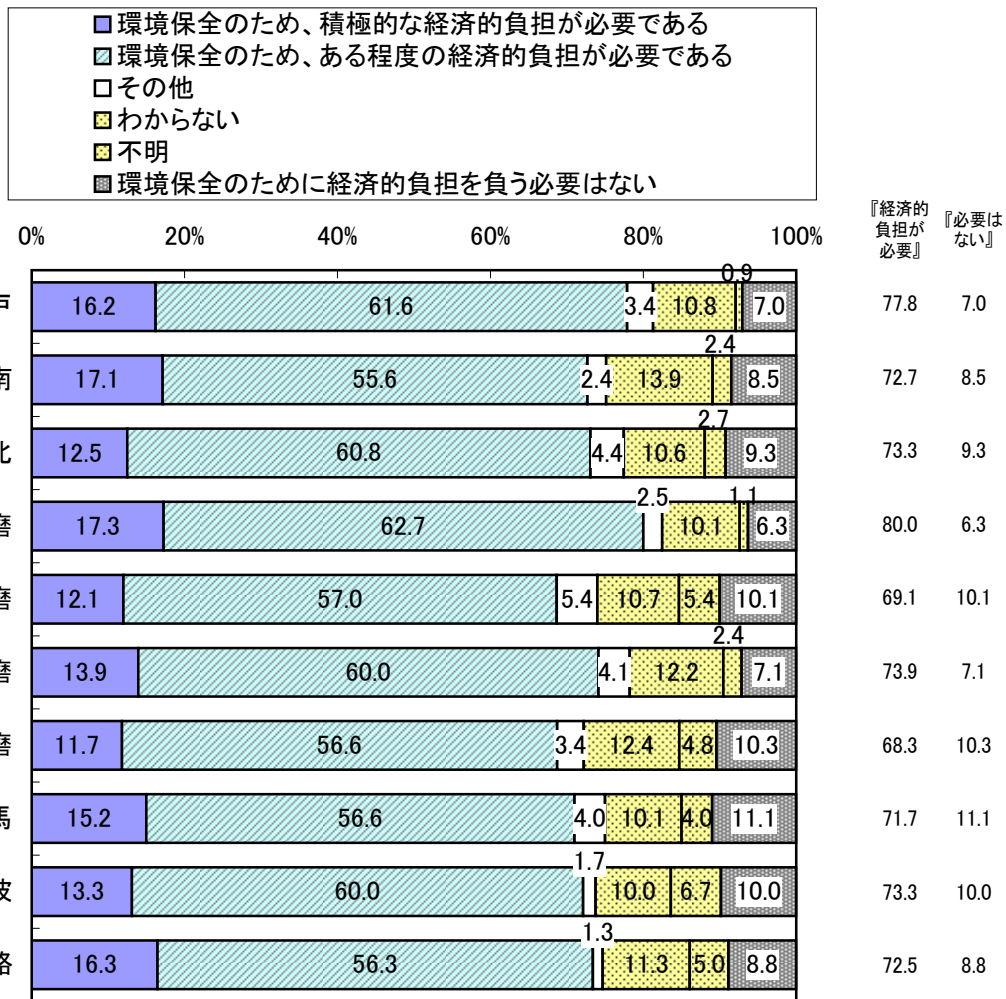 環境保全のため、積極的な経済的負担が必要である
環境保全のため、ある程度の経済的負担が必要である
その他
わからない
不明
環境保全のために経済的負担を負う必要はない
『経済的
負担が
必要』
『必要は
ない』
0% 20% 40% 60% 80% 100%
戸 16.2 61.6 3.4 10.8 0.9 7.0 77.8 7.0
南 17.1 55.6 2.4 13.9 2.4 8.5 72.7 8.5
北 12.5 60.8 4.4 10.6 2.7 9.3 73.3 9.3
磨 17.3 62.7 2.5 10.1 1.1 6.3 80.0 6.3
磨 12.1 57.0 5.4 10.7 5.4 10.1 69.1 10.1
磨 13.9 60.0 4.1 12.2 2.4 7.1 73.9 7.1
磨 11.7 56.6 3.4 12.4 4.8 10.3 68.3 10.3
馬 15.2 56.6 4.0 10.1 4.0 11.1 71.7 11.1
波 13.3 60.0 1.7 10.0 6.7 10.0 73.3 10.0
路 16.3 56.3 1.3 11.3 5.0 8.8 72.5 8.8